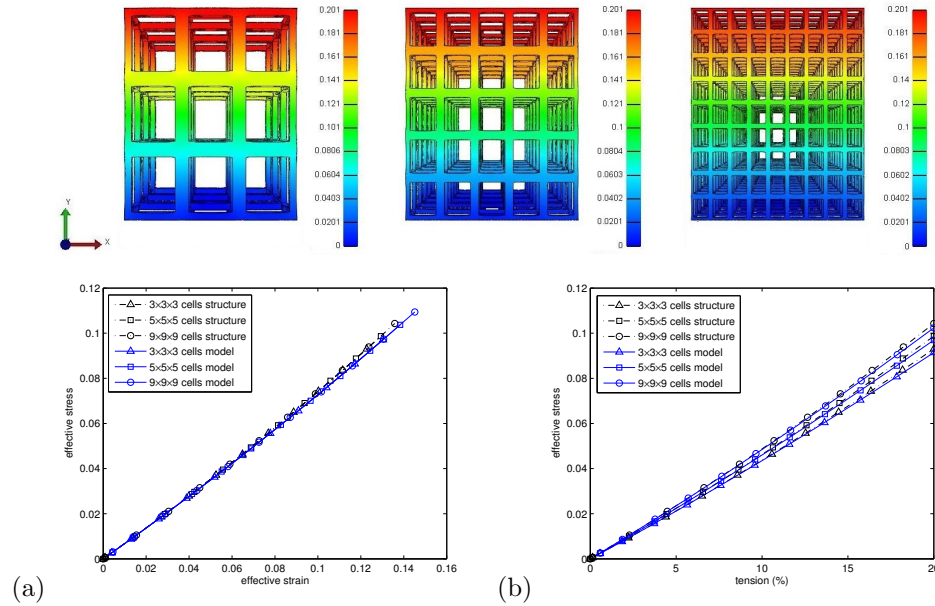 0.201
0.181
0.161
0.141
0.121
0.1
0.0804
0.0603
0.0402
0.0201
0
0.201
0.181
0.161
0.141
0.121
0.1
0.0804
0.0603
0.0402
0.0201
0
0.201
0.181
0.161
0.141
0.121
0.1
0.0804
0.0603
0.0402
0.0201
0
Y
X
0.12
0.1
0.08
0.06
0.04
0.02
0
effective stress
3×3×3 cells structure
5×5×5 cells structure
9×9×9 cells structure
3×3×3 cells model
5×5×5 cells model
9×9×9 cells model
0 0.02 0.04 0.06 0.08 0.1 0.12 0.14 0.16
effective strain
(a)
0.12
0.1
0.08
0.06
0.04
0.02
0
effective stress
3×3×3 cells structure
5×5×5 cells structure
9×9×9 cells structure
3×3×3 cells model
5×5×5 cells model
9×9×9 cells model
0 5 10 15 20
tension (%)
(b)